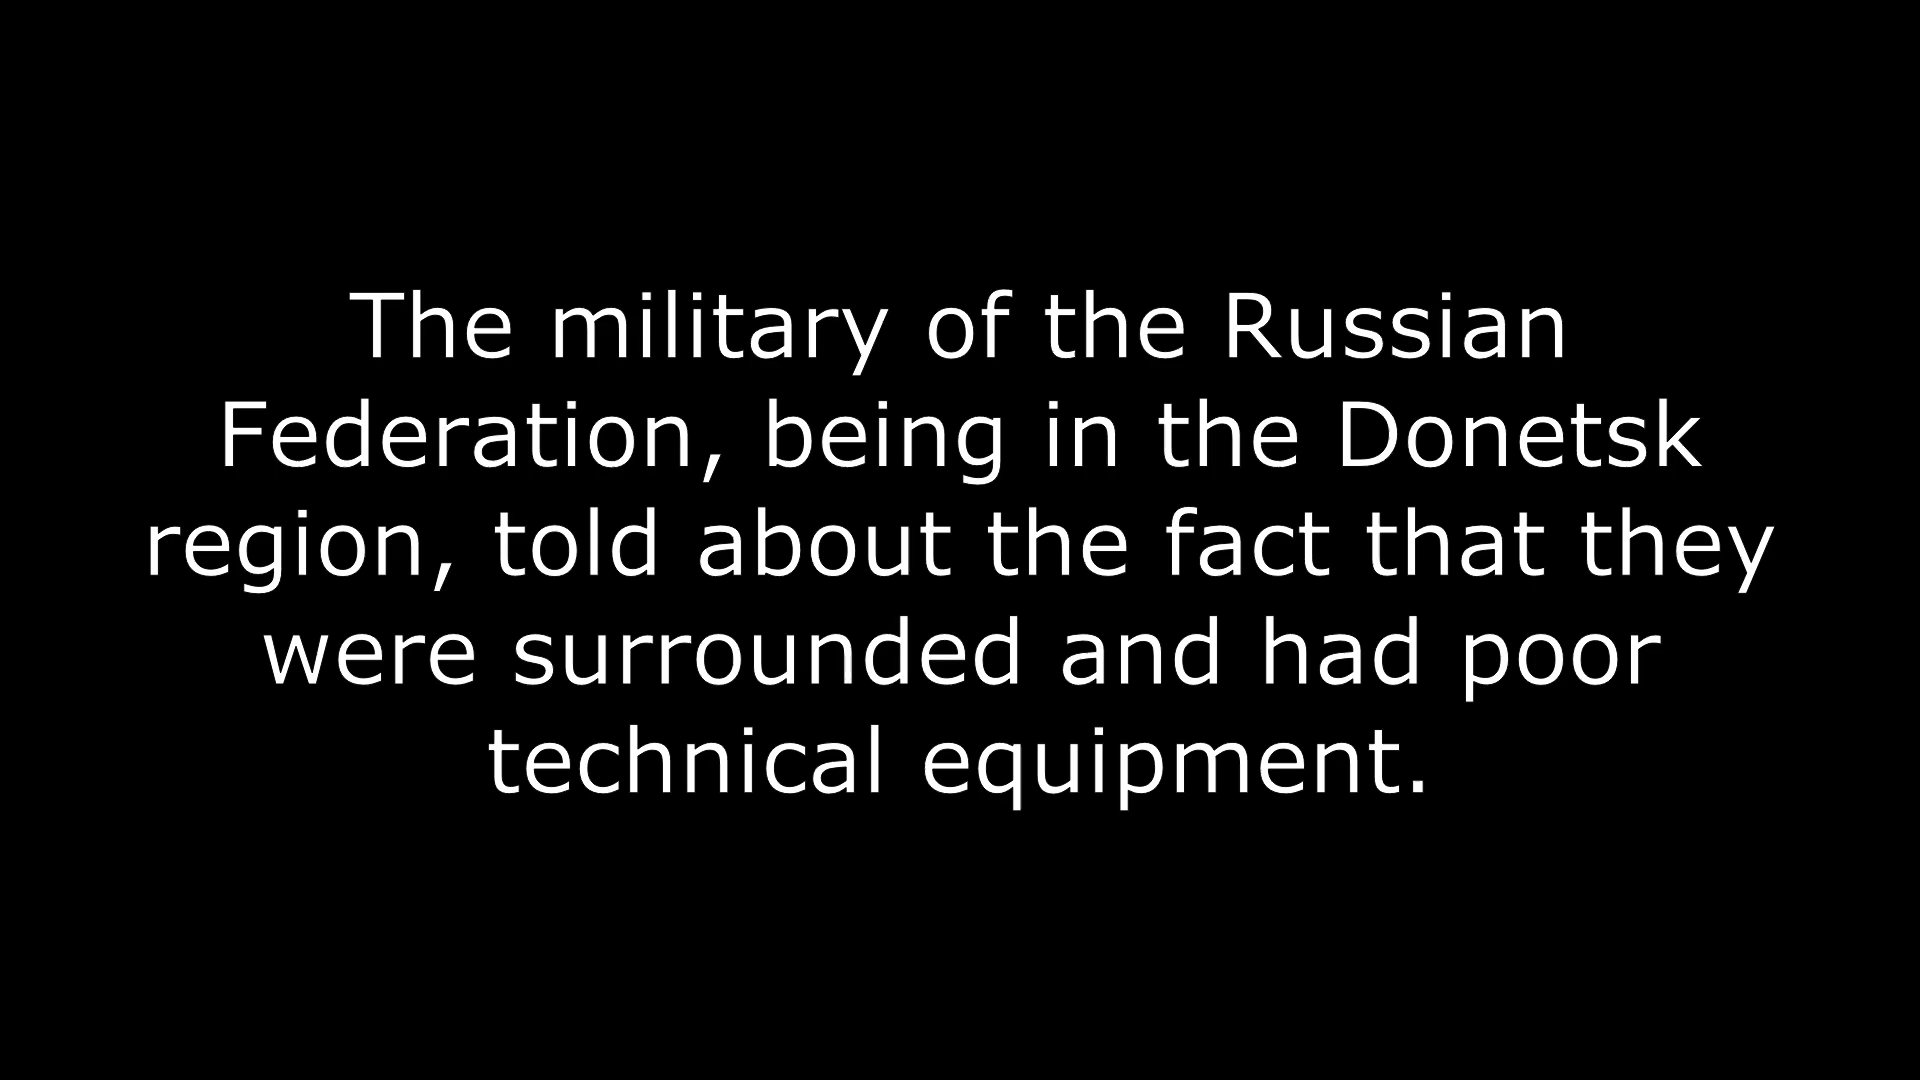 The military of the Russian
Federation, being in the Donetsk
region, told about the fact that they
were surrounded and had poor
technical equipment.